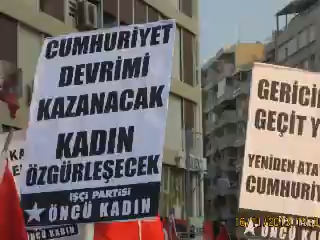 CUMHURİYET
DEVRİMİ
KAZANACAK
KADIN
ÖZGÜRLEŞECEK
İŞÇİ PARTİSİ
ÖNCÜ KADIN
GERİCİ
GEÇİT Y
YENİDEN ATA
CUMHURİY
ÖNCÜ KADIN